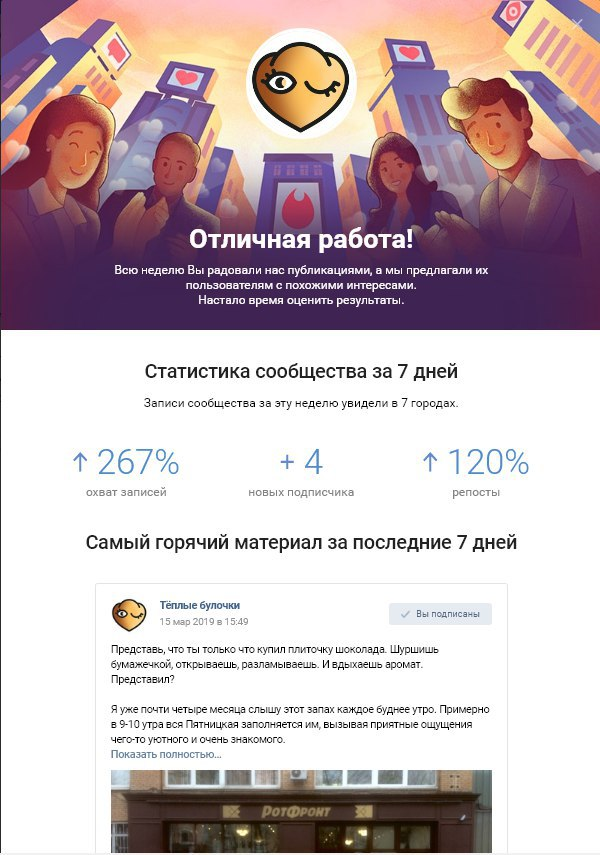 Отличная работа!
Всю неделю Вы радовали нас публикациями, а мы предлагали их
пользователям с похожими интересами.
Настало время оценить результаты.
Статистика сообщества за 7 дней
Записи сообщества за эту неделю увидели в 7 городах.
↑ 267%
охват записей
+ 4
новых подписчика
↑ 120%
репосты
Самый горячий материал за последние 7 дней
Тёплые булочки
15 мар 2019 в 15:49
Вы подписаны
Представь, что ты только что купил плиточку шоколада. Шуршишь
бумажечкой, открываешь, разламываешь. И вдыхаешь аромат.
Представил?
Я уже почти четыре месяца слышу этот запах каждое буднее утро. Примерно
в 9-10 утра вся Пятницкая заполняется им, вызывая приятные ощущения
чего-то уютного и очень знакомого.
Показать полностью...
РОТФРОНТ